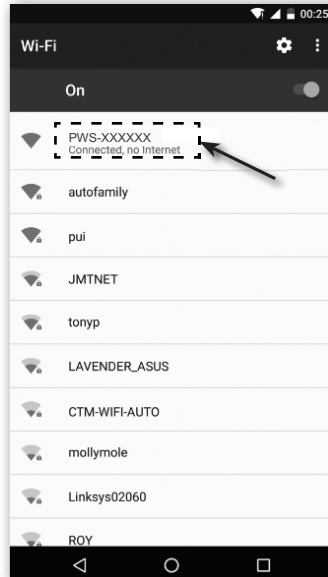 00:25
Wi-Fi
On
PWS-XXXXXX
Connected, no Internet
autofamily
pui
JMTNET
tonyp
LAVENDER_ASUS
CTM-WIFI-AUTO
mollymole
Linksys02060
ROY